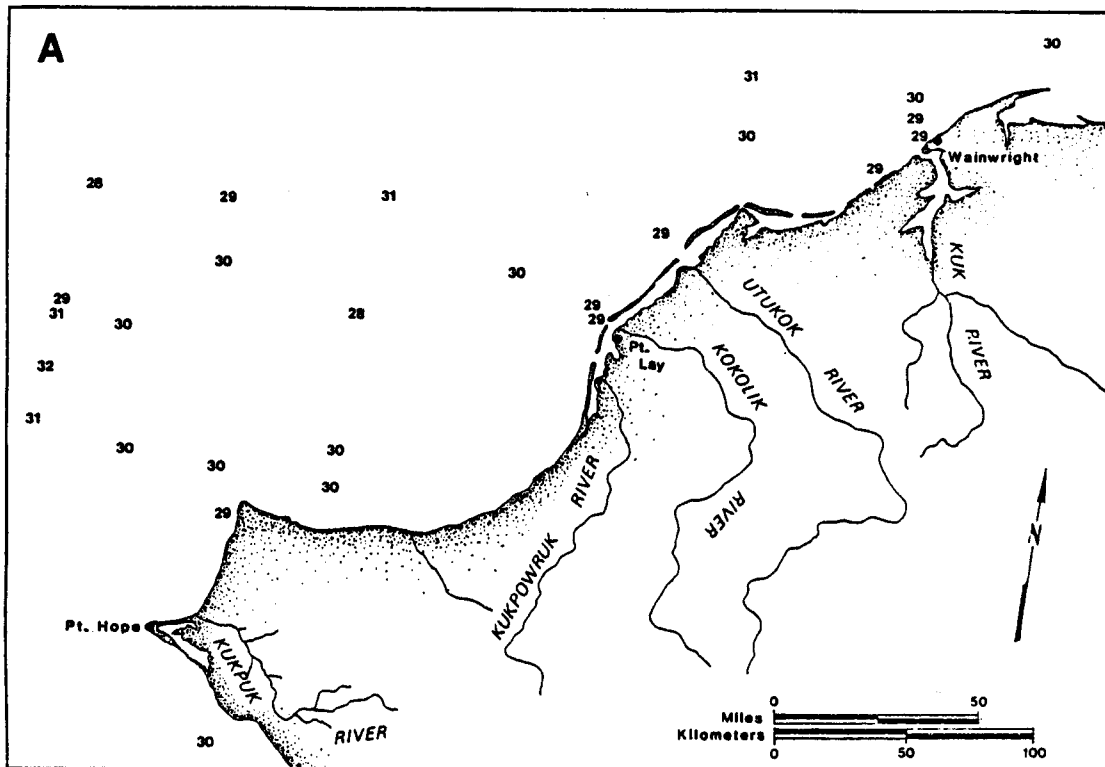 A
30
31
30
29
30
29
Wainwright
29
28
29
31
29
30
30
KUK
29
31
30
28
29
29
UTUKOK
Pt.
Lay
32
KOKOLIK
RIVER
RIVER
31
30
30
30
30
29
RIVER
RIVER
N
KUKPOWRUK
Pt. Hope
KUKPUK
RIVER
30
0 50
Miles
Kilometers
0 50 100